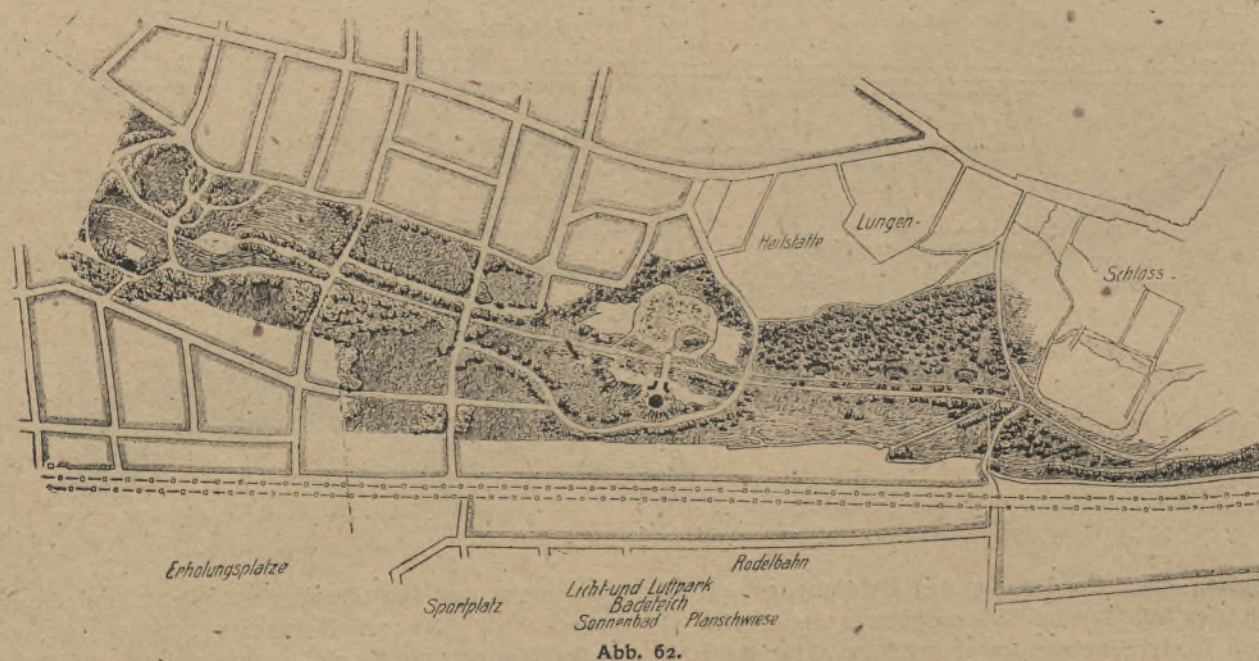 Lungen-
Heilstätte
Schloss -
Erholungsplätze
Rodelbahn
Licht-und Luftpark
Sportplatz
Badeteich
Sonnenbad Planschwiese
Abb. 62.